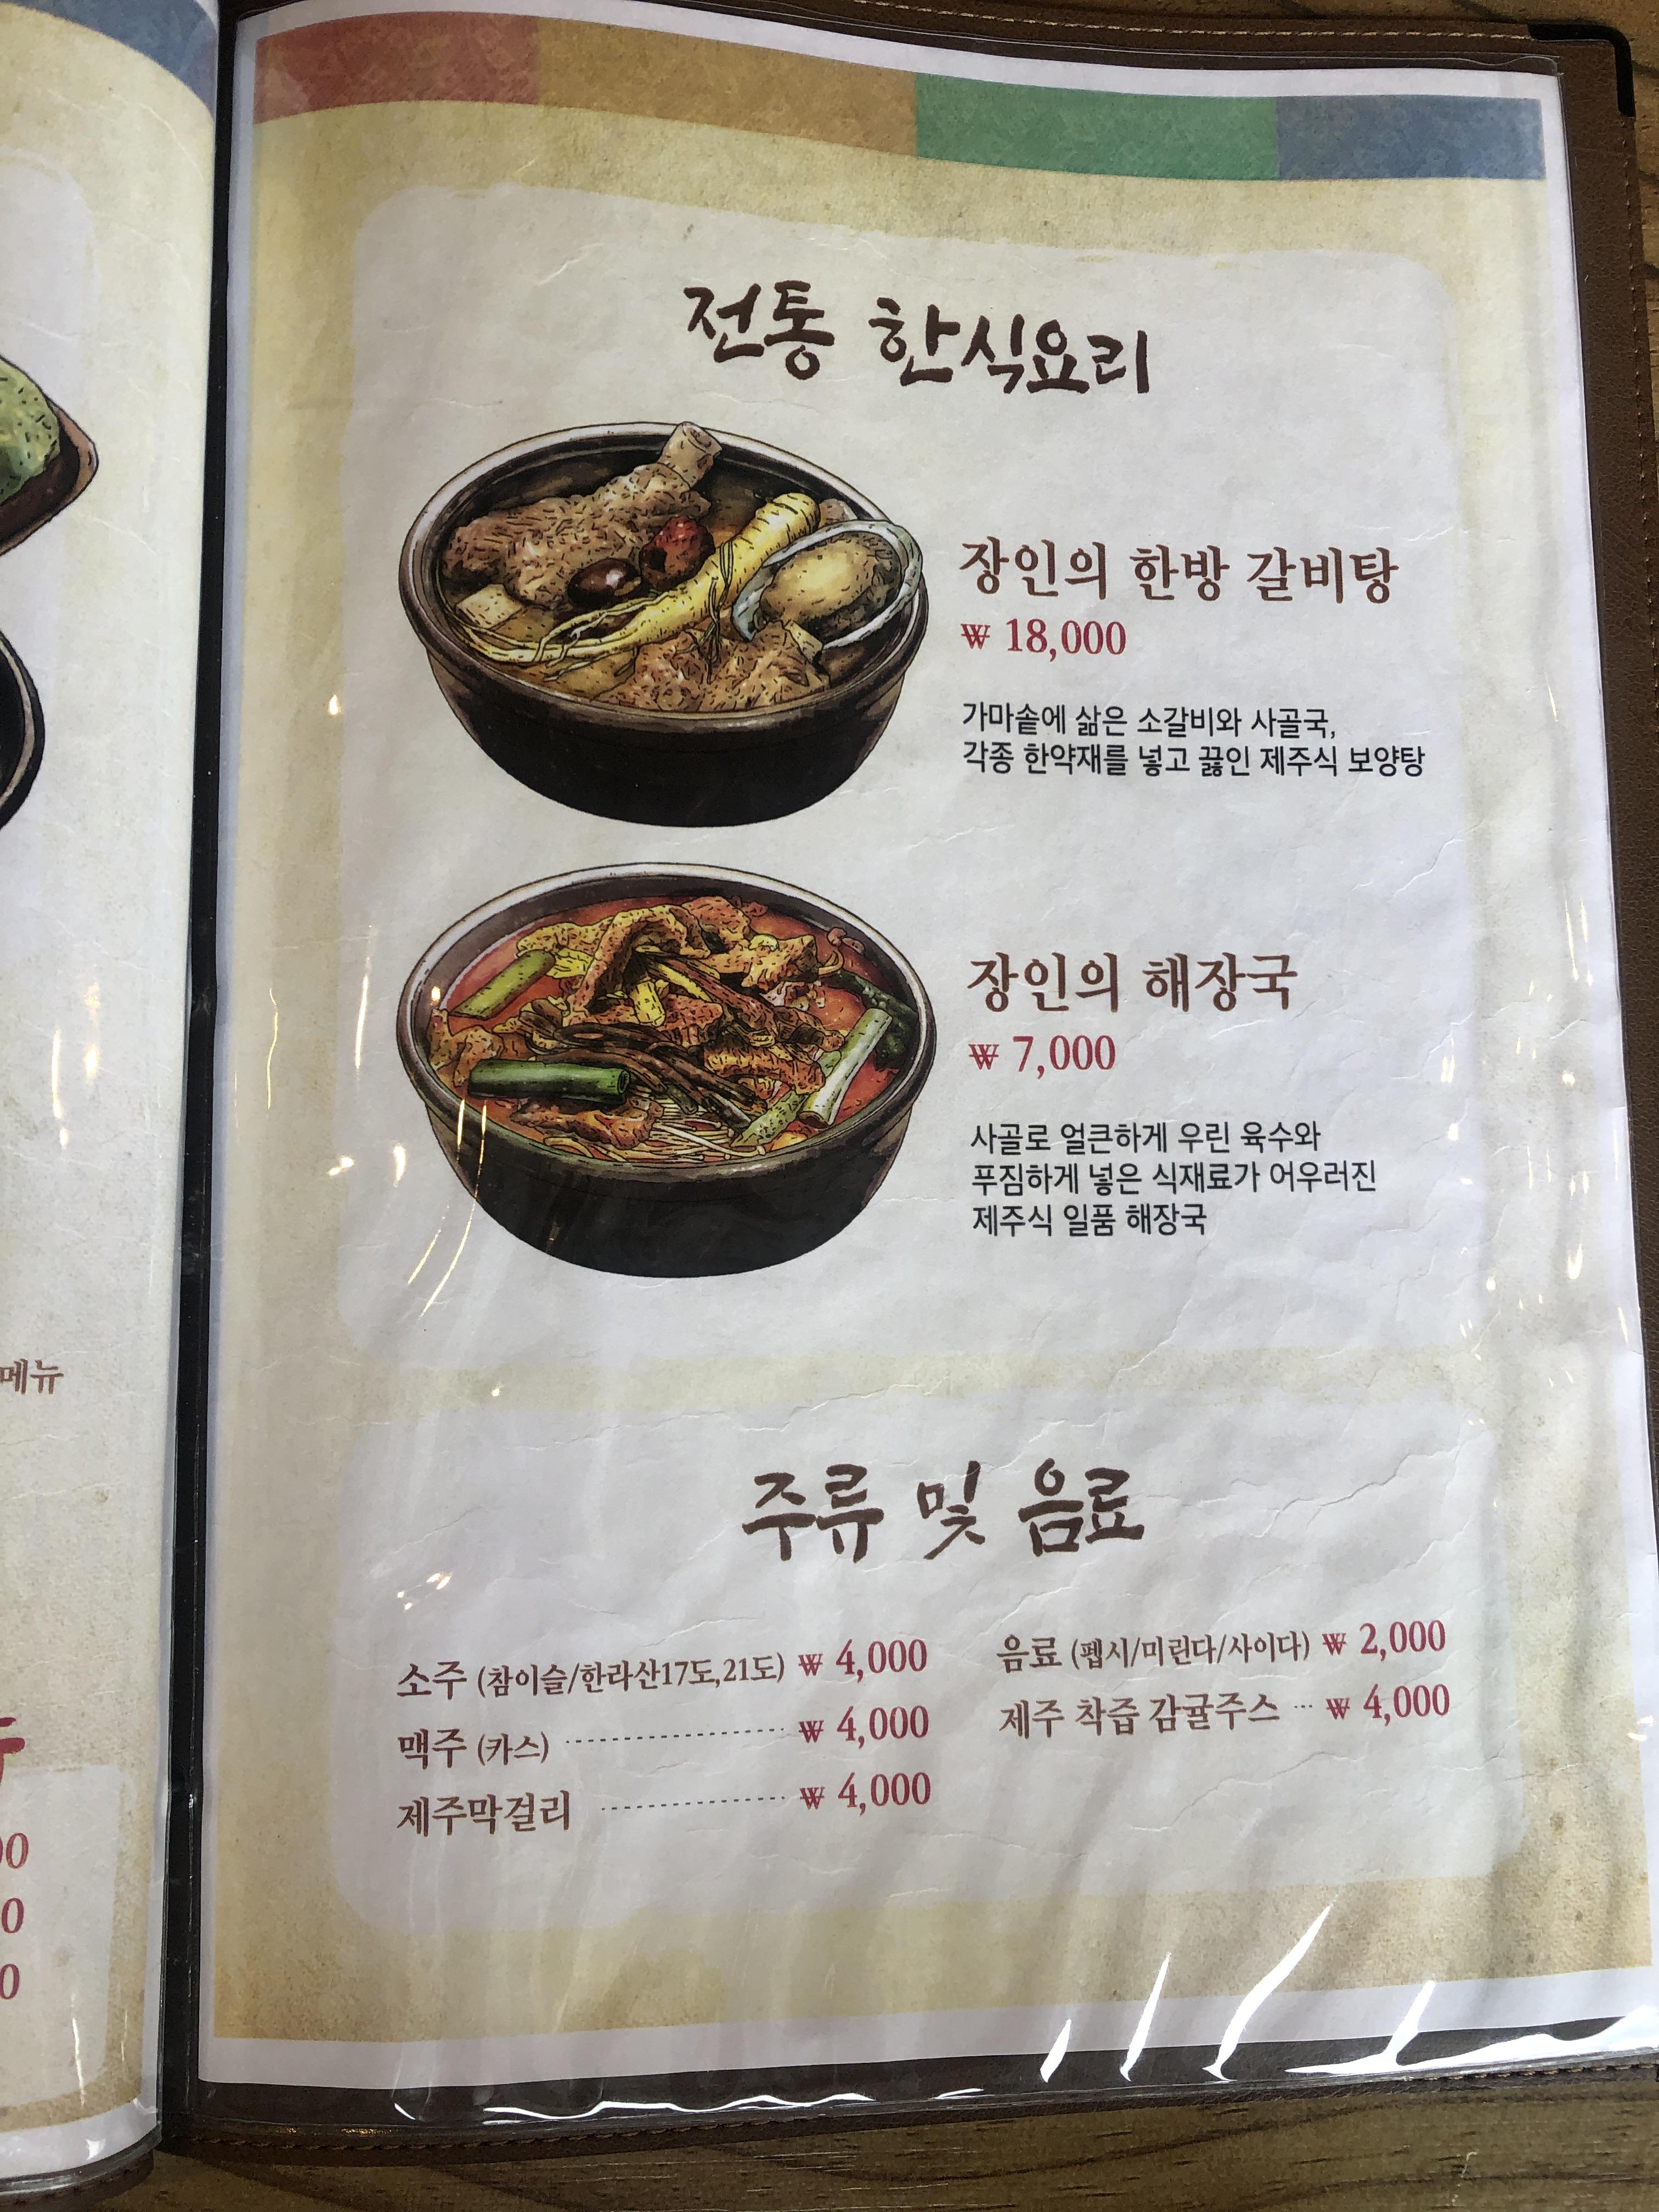 메뉴
전통 한식요리
장인의 한방 갈비탕
₩ 18,000
가마솥에 삶은 소갈비와 사골국,
각종 한약재를 넣고 끓인 제주식 보양탕
장인의 해장국
₩ 7,000
사골로 얼큰하게 우린 육수와
푸짐하게 넣은 식재료가 어우러진
제주식 일품 해장국
주류 및 음료
소주 (참이슬/한라산17도,21도) ₩ 4,000
맥주 (카스) ₩ 4,000
제주막걸리 ₩ 4,000
음료 (펩시/미린다/사이다) ₩ 2,000
제주 착즙 감귤주스 ₩ 4,000